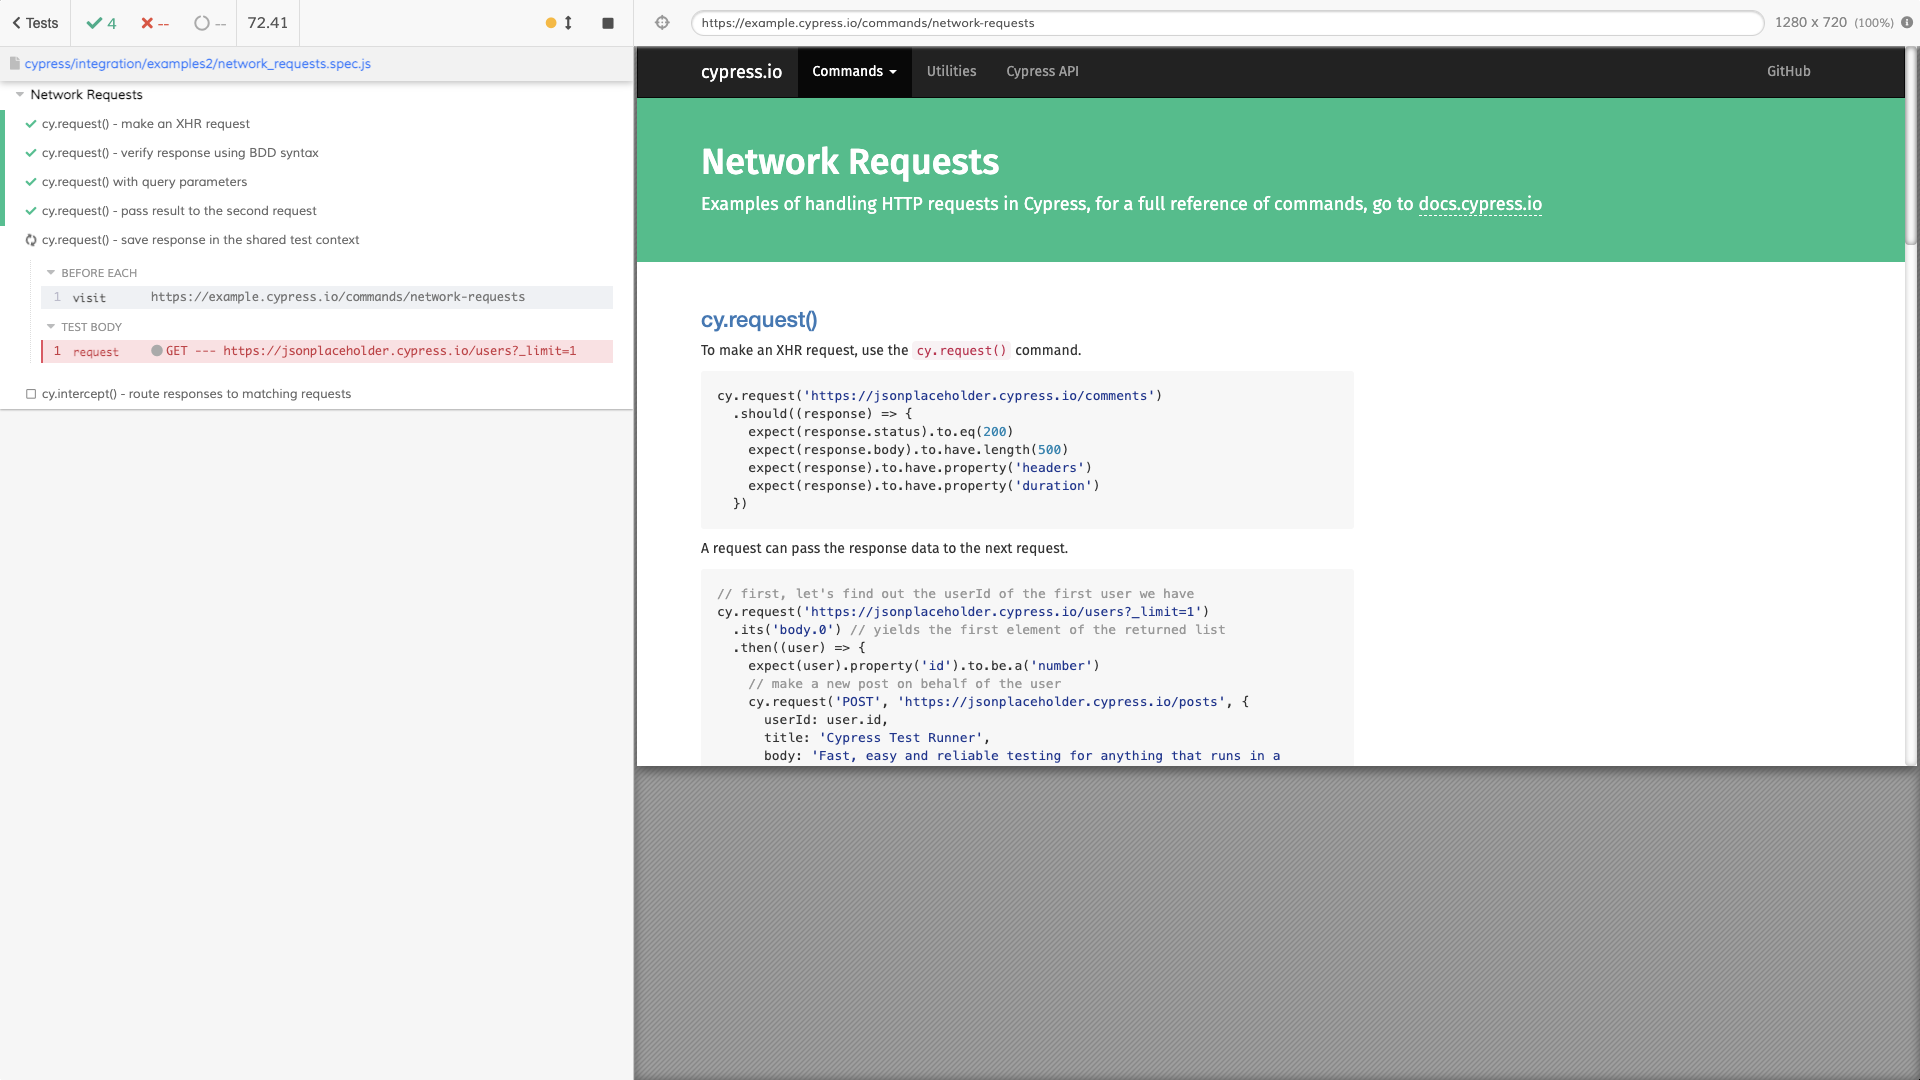 Tests
4
--
--
72.41
cypress/integration/examples2/network_requests.spec.js
Network Requests
cy.request() - make an XHR request
cy.request() - verify response using BDD syntax
cy.request() with query parameters
cy.request() - pass result to the second request
cy.request() - save response in the shared test context
BEFORE EACH
1 visit https://example.cypress.io/commands/network-requests
TEST BODY
1 request GET --- https://jsonplaceholder.cypress.io/users?_limit=1
cy.intercept() - route responses to matching requests
https://example.cypress.io/commands/network-requests
1280 x 720 (100%)
cypress.io Commands Utilities Cypress API GitHub
Network Requests
Examples of handling HTTP requests in Cypress, for a full reference of commands, go to docs.cypress.io
cy.request()
To make an XHR request, use the cy.request() command.
cy.request('https://jsonplaceholder.cypress.io/comments')
  .should((response) => {
    expect(response.status).to.eq(200)
    expect(response.body).to.have.length(500)
    expect(response).to.have.property('headers')
    expect(response).to.have.property('duration')
  })
A request can pass the response data to the next request.
// first, let's find out the userId of the first user we have
cy.request('https://jsonplaceholder.cypress.io/users?_limit=1')
  .its('body.0') // yields the first element of the returned list
  .then((user) => {
    expect(user).property('id').to.be.a('number')
    // make a new post on behalf of the user
    cy.request('POST', 'https://jsonplaceholder.cypress.io/posts', {
      userId: user.id,
      title: 'Cypress Test Runner',
      body: 'Fast, easy and reliable testing for anything that runs in a